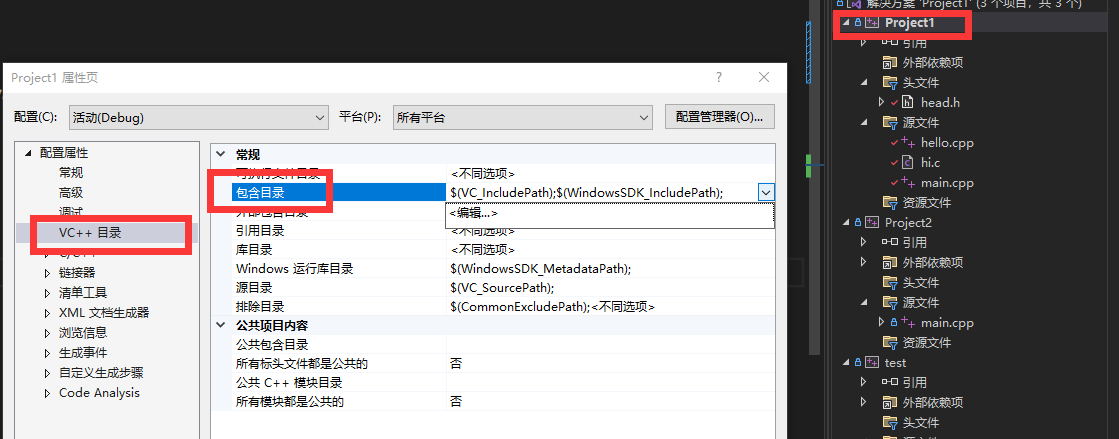 解决方案 'Project1' (3 个项目，共 3 个)
Project1
引用
外部依赖项
头文件
head.h
源文件
hello.cpp
hi.c
main.cpp
资源文件
Project2
引用
外部依赖项
头文件
源文件
main.cpp
资源文件
test
引用
外部依赖项
头文件
Project1 属性页
?
配置(C):
活动(Debug)
平台(P):
所有平台
配置管理器(O)...
配置属性
常规
高级
调试
VC++ 目录
链接器
清单工具
XML 文档生成器
浏览信息
生成事件
自定义生成步骤
Code Analysis
常规
可执行文件目录 <不同选项>
包含目录 $(VC_IncludePath);$(WindowsSDK_IncludePath);
<编辑...>
外部包含目录
引用目录 <不同选项>
库目录 <不同选项>
Windows 运行库目录 $(WindowsSDK_MetadataPath);
源目录 $(VC_SourcePath);
排除目录 $(CommonExcludePath);<不同选项>
公共项目内容
公共包含目录
所有标头文件都是公共的 否
公共 C++ 模块目录
所有模块都是公共的 否